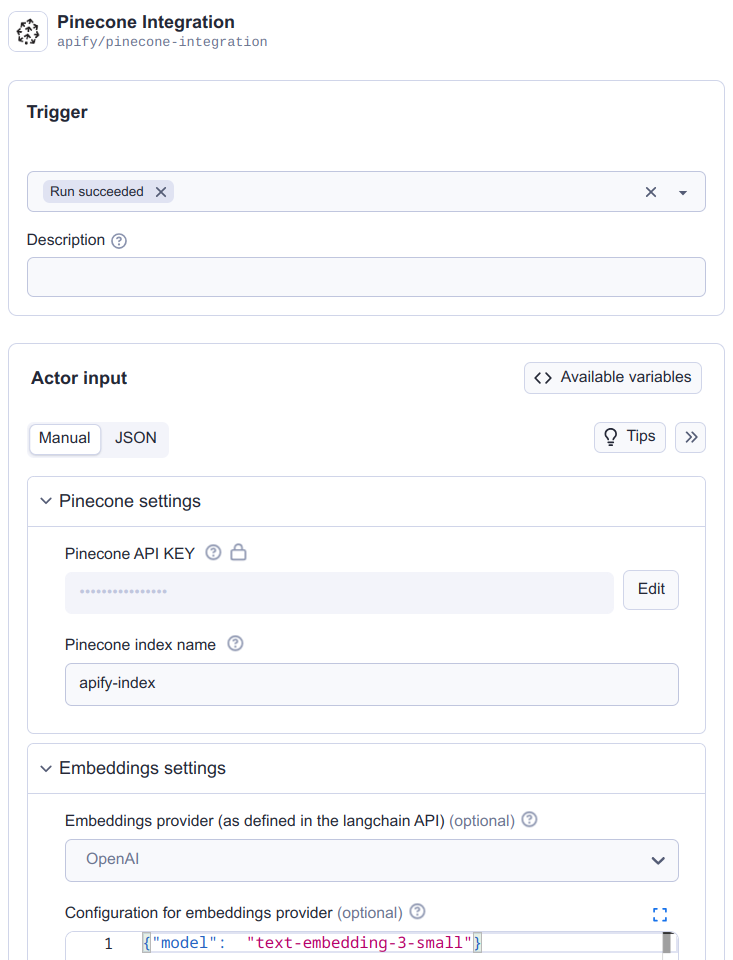 Pinecone Integration
apify/pinecone-integration
Trigger
Run succeeded
Description
Actor input
Available variables
Manual JSON
Tips
Pinecone settings
Pinecone API KEY
••••••••••••••••
Edit
Pinecone index name
apify-index
Embeddings settings
Embeddings provider (as defined in the langchain API) (optional)
OpenAI
Configuration for embeddings provider (optional)
1 {"model": "text-embedding-3-small"}